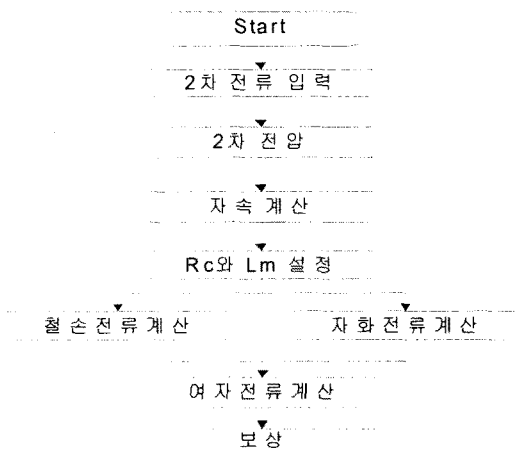 Start
2차 전류 입력
2차 전압
자속 계산
Rc와 Lm 설정
철손전류계산 자화전류계산
여자전류계산
보상